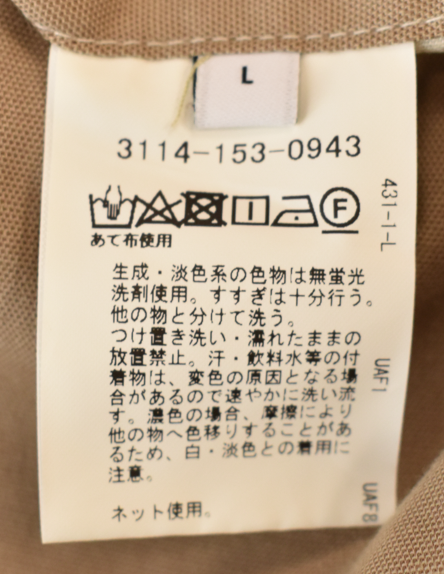 L
3114-153-0943
F
あて布使用
生成・淡色系の色物は無蛍光
洗剤使用。すすぎは十分行う。
他の物と分けて洗う。
つけ置き洗い・濡れたままの
放置禁止。汗・飲料水等の付
着物は、変色の原因となる場
合があるので速やかに洗い流
す。濃色の場合、摩擦により
他の物へ色移りすることがあ
るため、白・淡色との着用に
注意。
ネット使用。
431-1-L
UAF1
UAF8